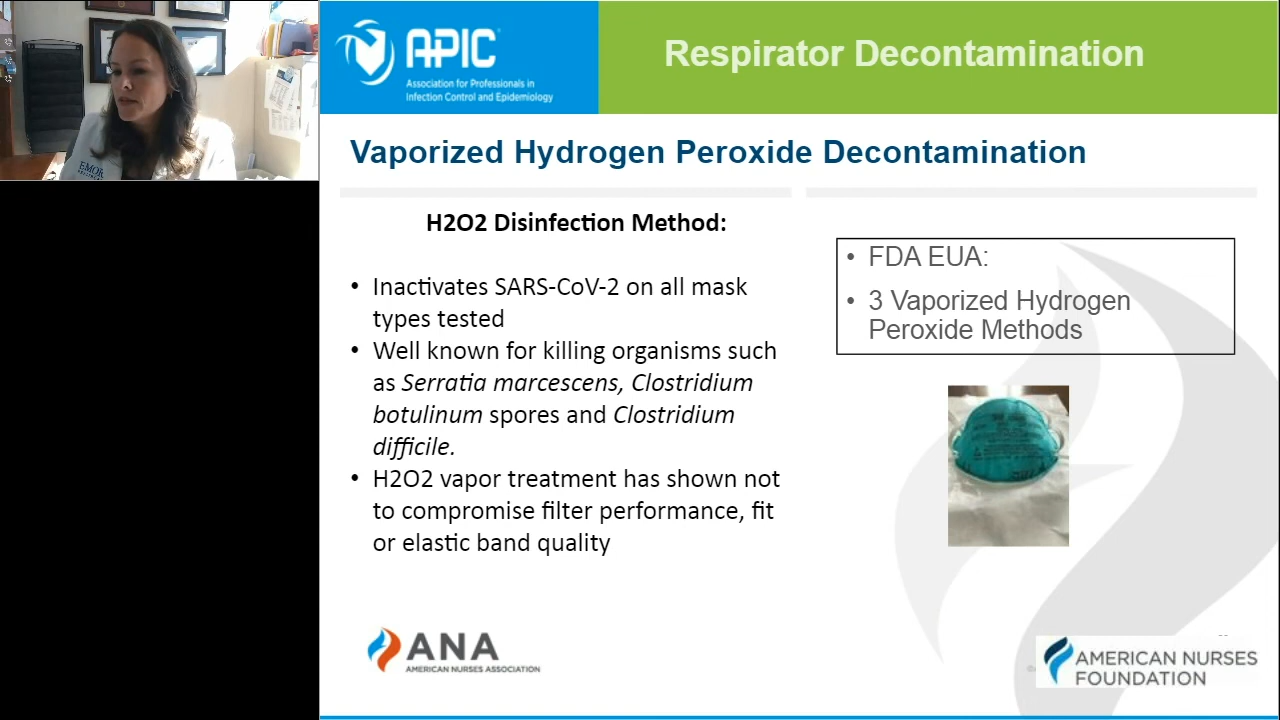 APIC
Association for Professionals in
Infection Control and Epidemiology
Respirator Decontamination
Vaporized Hydrogen Peroxide Decontamination
H2O2 Disinfection Method:
• Inactivates SARS-CoV-2 on all mask
types tested
• Well known for killing organisms such
as Serratia marcescens, Clostridium
botulinum spores and Clostridium
difficile.
• H2O2 vapor treatment has shown not
to compromise filter performance, fit
or elastic band quality
• FDA EUA:
• 3 Vaporized Hydrogen
Peroxide Methods
ANA
AMERICAN NURSES ASSOCIATION
AMERICAN NURSES
FOUNDATION